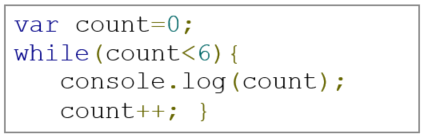 var count=0;
while(count<6){
console.log(count);
count++; }